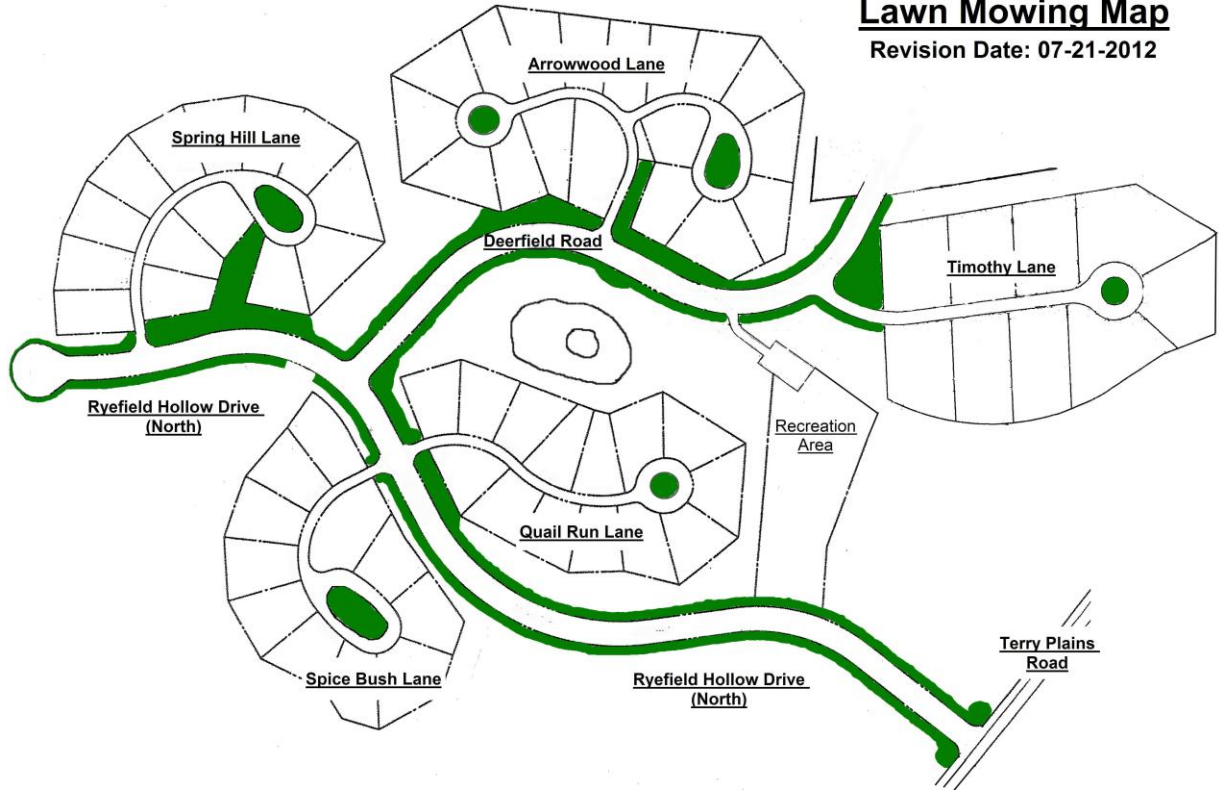 Lawn Mowing Map
Revision Date: 07-21-2012
Arrowwood Lane
Spring Hill Lane
Deerfield Road
Timothy Lane
Ryefield Hollow Drive
(North)
Recreation
Area
Quail Run Lane
Terry Plains
Road
Spice Bush Lane
Ryefield Hollow Drive
(North)